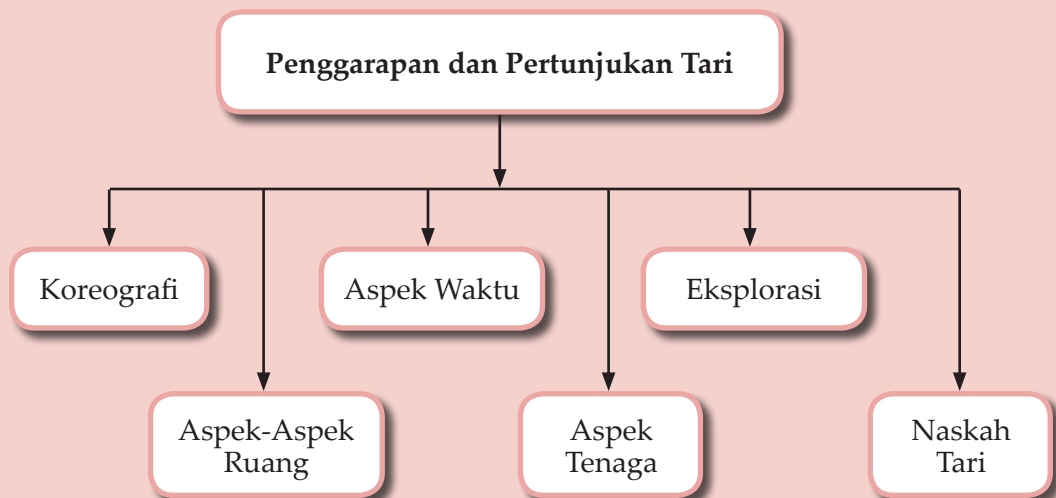 Penggarapan dan Pertunjukan Tari
Koreografi
Aspek Waktu
Eksplorasi
Aspek-Aspek
Ruang
Aspek
Tenaga
Naskah
Tari